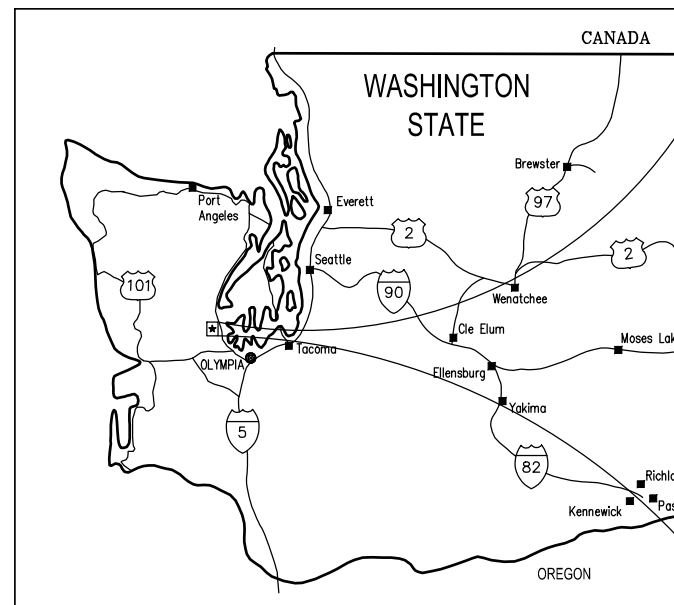 CANADA
WASHINGTON
STATE
Brewster
Port
Angeles
Everett
97
2
2
Seattle
101
90
Wenatchee
Cle Elum
Moses Lak
Tacoma
OLYMPIA
Ellensburg
Yakima
5
82
Richla
Kennewick
Pas
OREGON